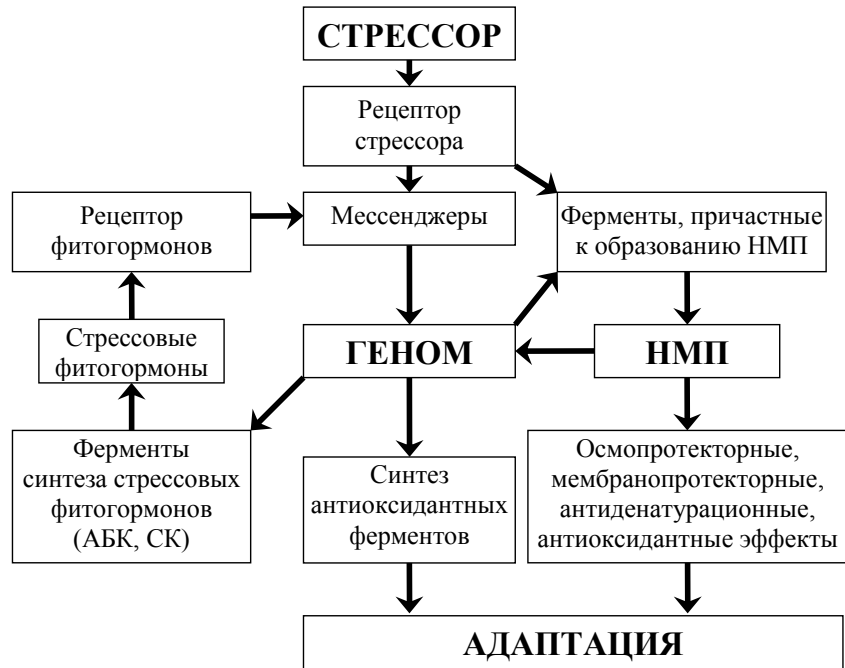 СТРЕССОР
Рецептор
стрессора
Рецептор
фитогормонов
Мессенджеры
Ферменты, причастные
к образованию НМП
Стрессовые
фитогормоны
ГЕНОМ
НМП
Ферменты
синтеза стрессовых
фитогормонов
(АБК, СК)
Синтез
антиоксидантных
ферментов
Осмопротекторные,
мембранопротекторные,
антиденатурационные,
антиоксидантные эффекты
АДАПТАЦИЯ